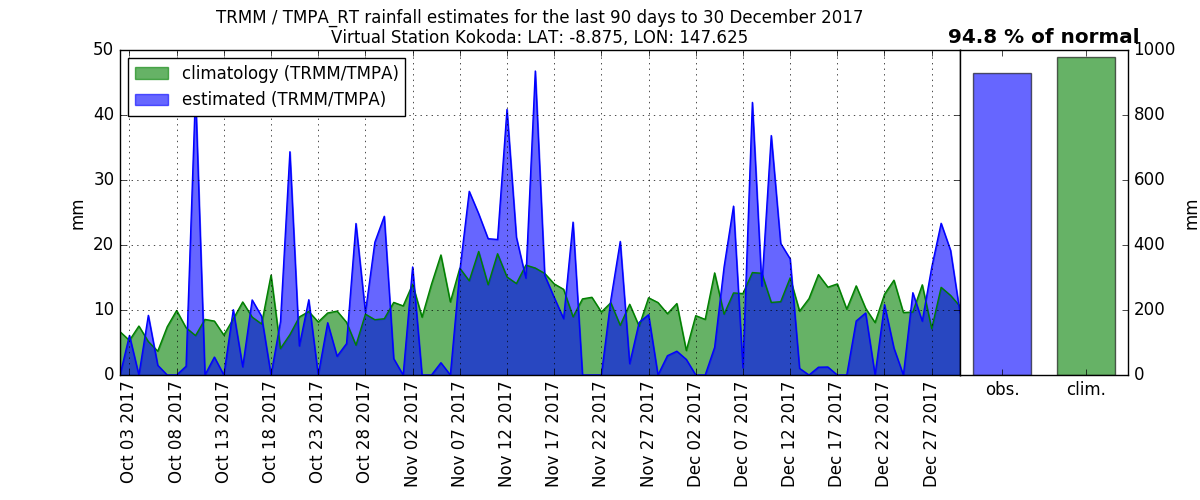 TRMM / TMPA_RT rainfall estimates for the last 90 days to 30 December 2017
Virtual Station Kokoda: LAT: -8.875, LON: 147.625
94.8 % of normal
climatology (TRMM/TMPA)
estimated (TRMM/TMPA)
50
40
30
20
10
0
mm
1000
800
600
400
200
0
mm
Oct 03 2017
Oct 08 2017
Oct 13 2017
Oct 18 2017
Oct 23 2017
Oct 28 2017
Nov 02 2017
Nov 07 2017
Nov 12 2017
Nov 17 2017
Nov 22 2017
Nov 27 2017
Dec 02 2017
Dec 07 2017
Dec 12 2017
Dec 17 2017
Dec 22 2017
Dec 27 2017
obs.
clim.